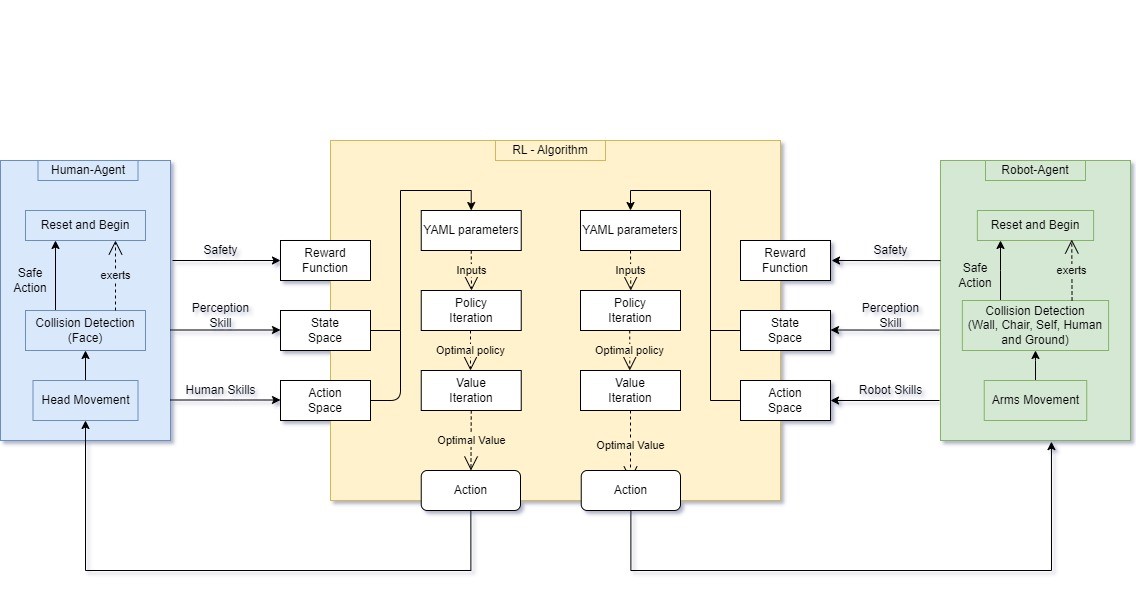 RL - Algorithm
Human-Agent
Reset and Begin
Safe
Action
exerts
Collision Detection
(Face)
Head Movement
Safety
Perception
Skill
Human Skills
Reward
Function
State
Space
Action
Space
YAML parameters
Inputs
Policy
Iteration
Optimal policy
Value
Iteration
Optimal Value
Action
YAML parameters
Inputs
Policy
Iteration
Optimal policy
Value
Iteration
Optimal Value
Action
Reward
Function
State
Space
Action
Space
Safety
Perception
Skill
Robot Skills
Robot-Agent
Reset and Begin
Safe
Action
exerts
Collision Detection
(Wall, Chair, Self, Human
and Ground)
Arms Movement